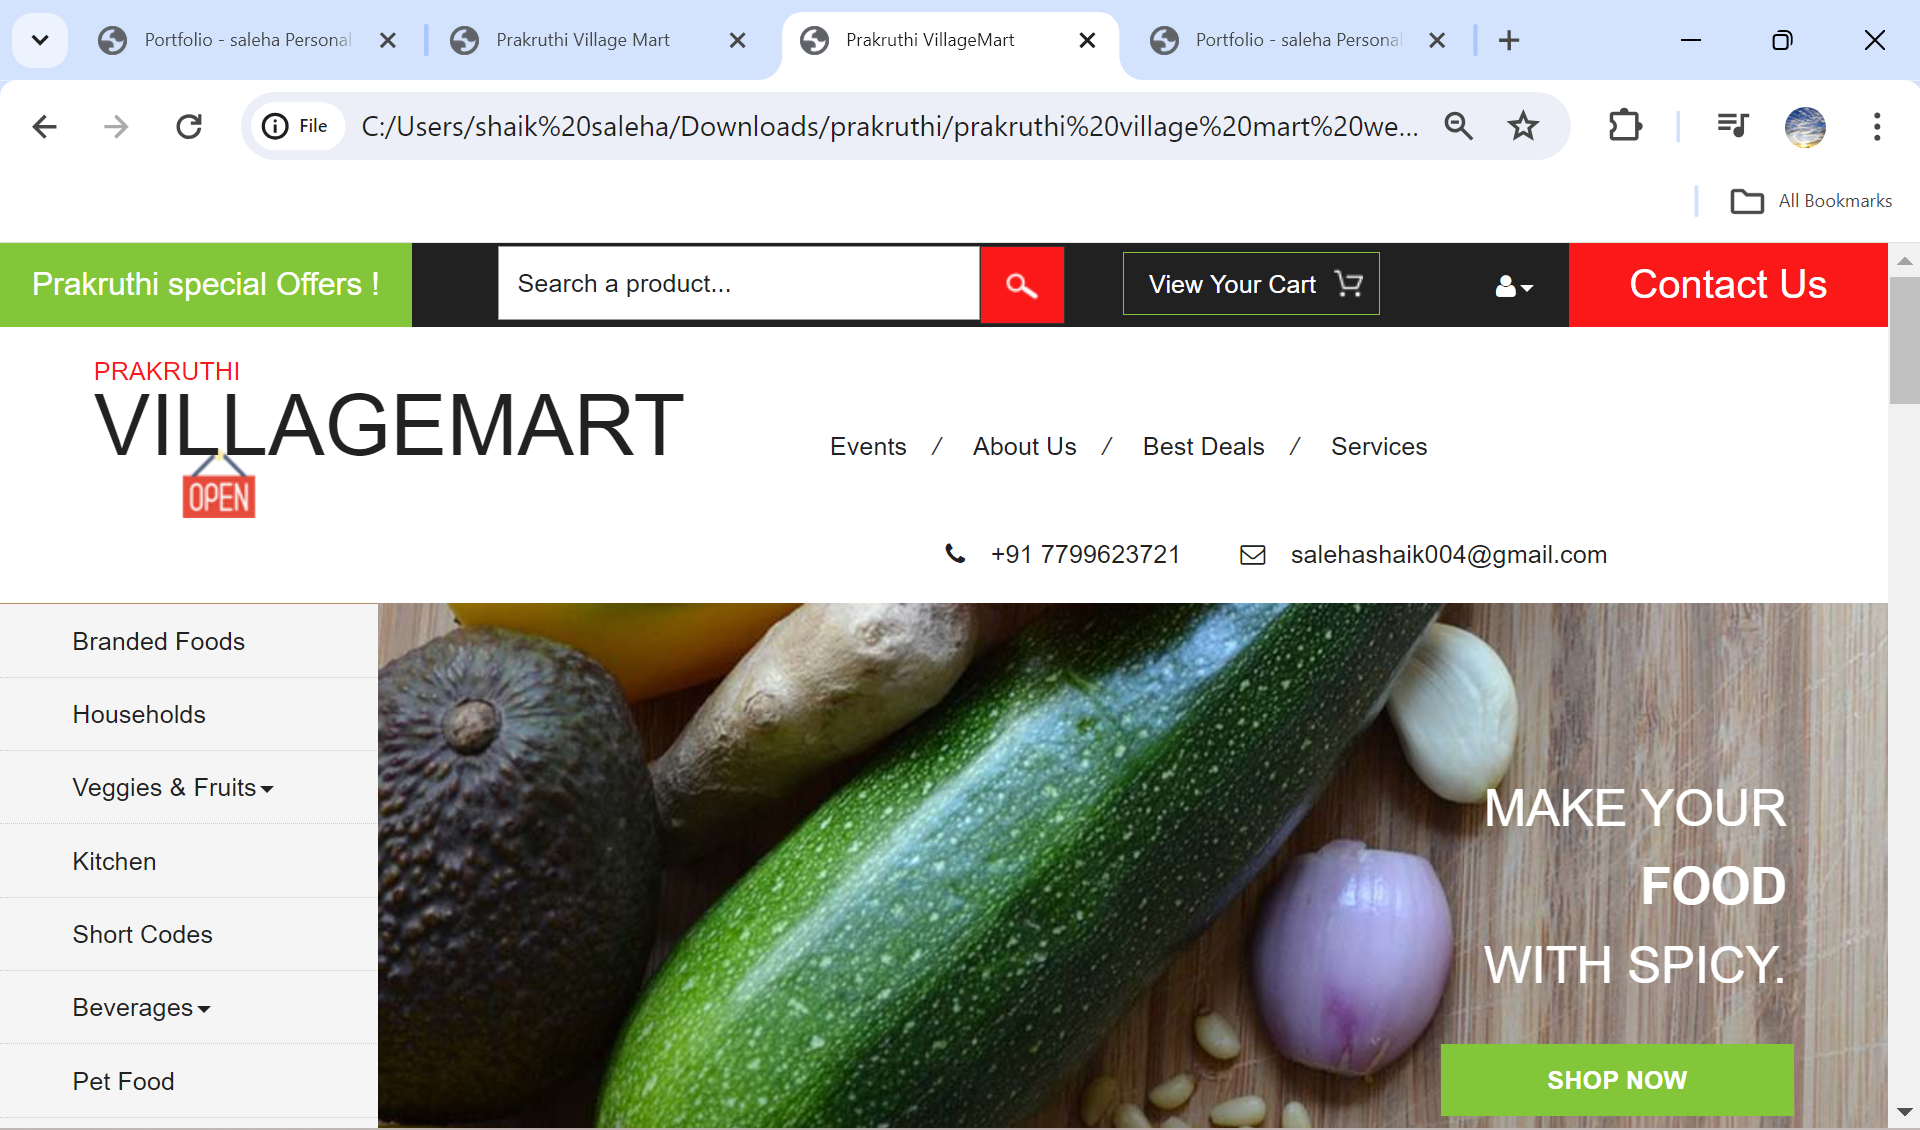 Portfolio - saleha Personal
Prakruthi Village Mart
Prakruthi VillageMart
Portfolio - saleha Personal
File
C:/Users/shaik%20saleha/Downloads/prakruthi/prakruthi%20village%20mart%20we...
All Bookmarks
Prakruthi special Offers !
Search a product...
View Your Cart
Contact Us
PRAKRUTHI
VILLAGEMART
OPEN
Events / About Us / Best Deals / Services
+91 7799623721
salehashaik004@gmail.com
Branded Foods
Households
Veggies & Fruits
Kitchen
Short Codes
Beverages
Pet Food
MAKE YOUR
FOOD
WITH SPICY.
SHOP NOW